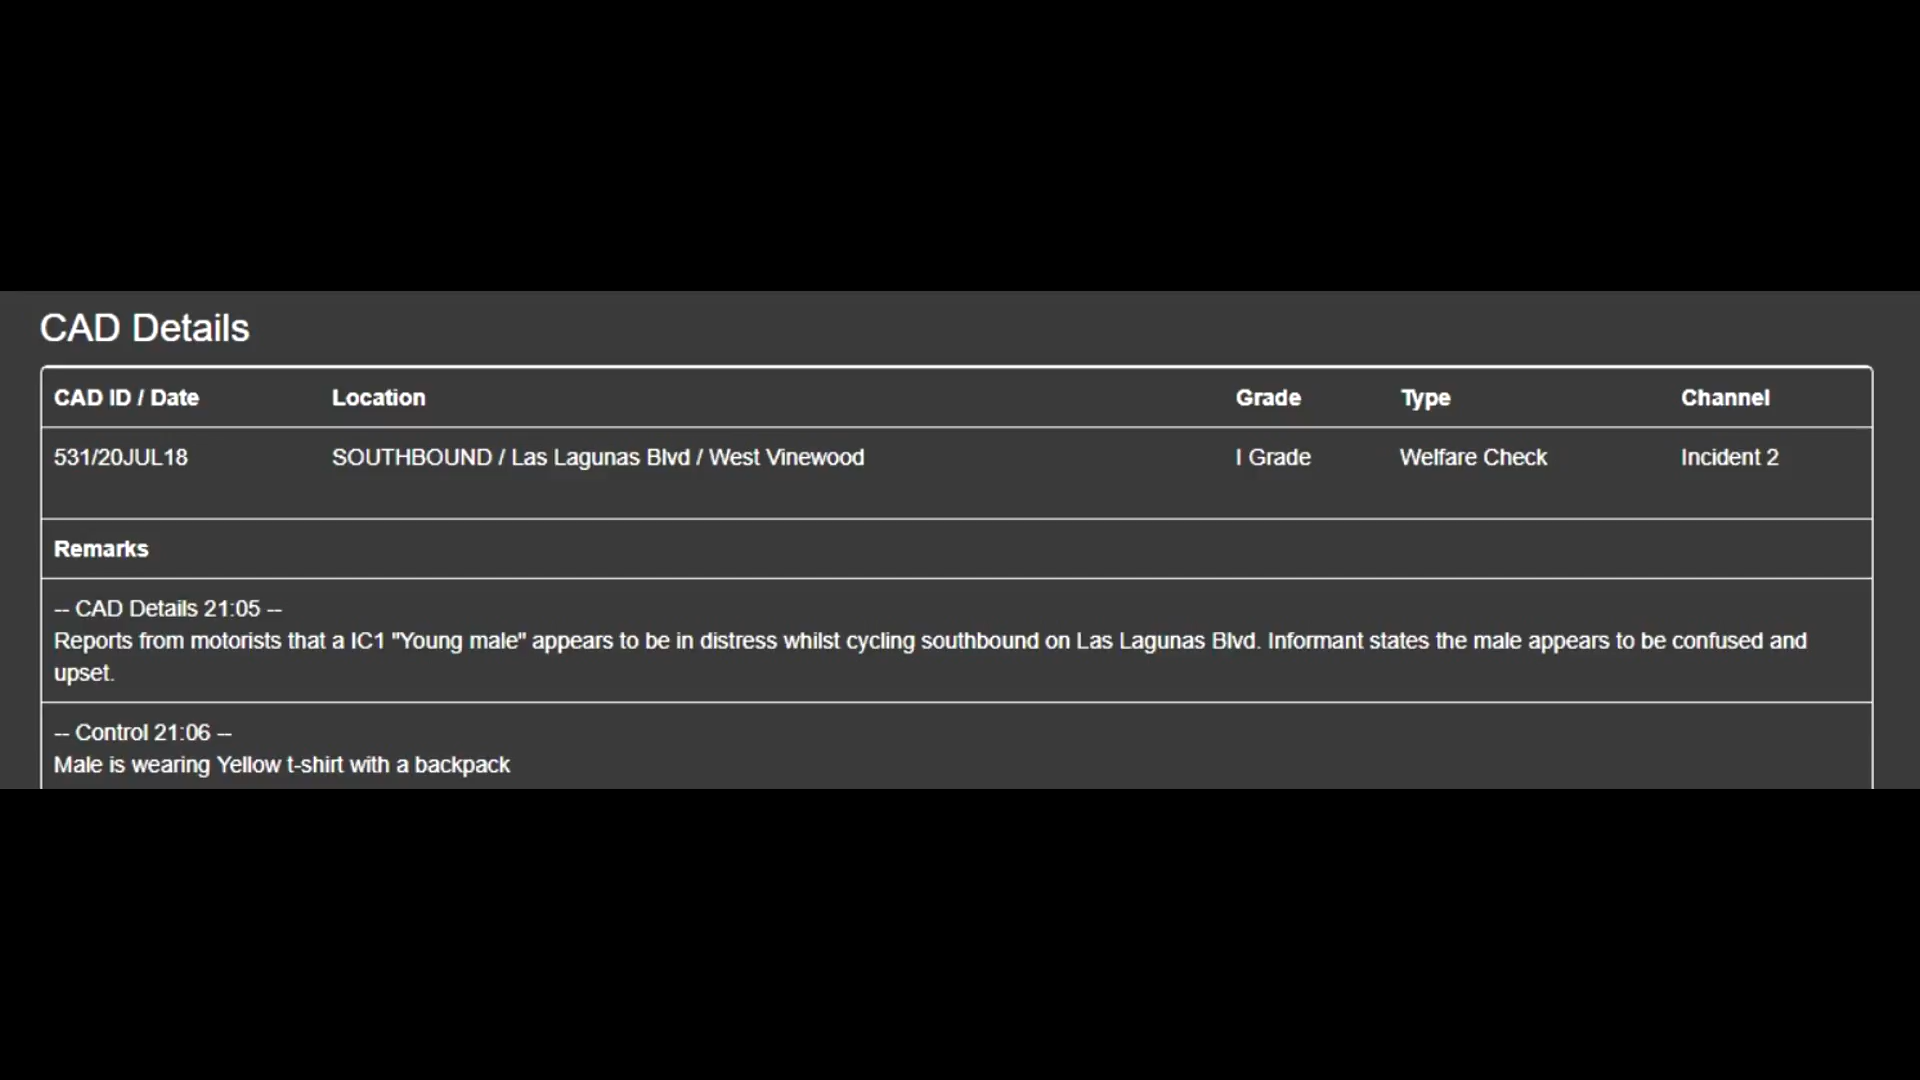 CAD Details
CAD ID / Date Location Grade Type Channel
531/20JUL18 SOUTHBOUND / Las Lagunas Blvd / West Vinewood I Grade Welfare Check Incident 2
Remarks
-- CAD Details 21:05 --
Reports from motorists that a IC1 "Young male" appears to be in distress whilst cycling southbound on Las Lagunas Blvd. Informant states the male appears to be confused and
upset.
-- Control 21:06 --
Male is wearing Yellow t-shirt with a backpack